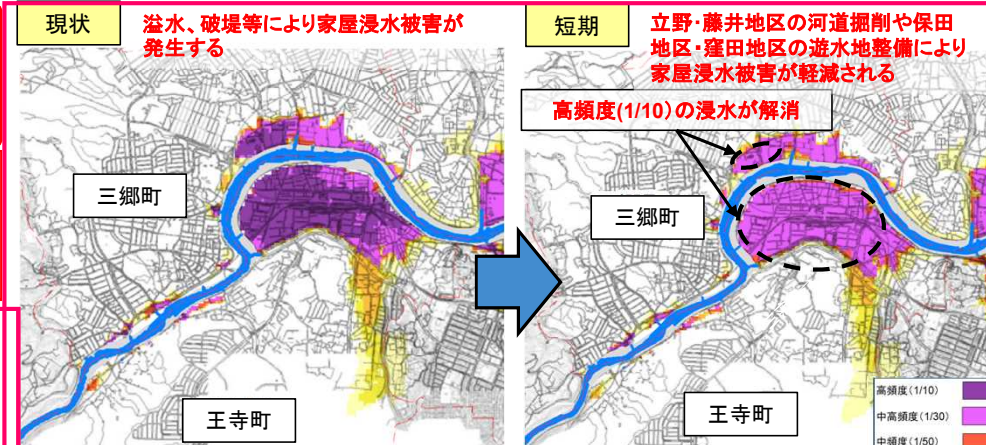 現状
溢水、破堤等により家屋浸水被害が
発生する
三郷町
王寺町
短期
立野・藤井地区の河道掘削や保田
地区・窪田地区の遊水地整備により
家屋浸水被害が軽減される
高頻度(1/10)の浸水が解消
三郷町
王寺町
高頻度(1/10)
中高頻度(1/30)
中頻度(1/50)